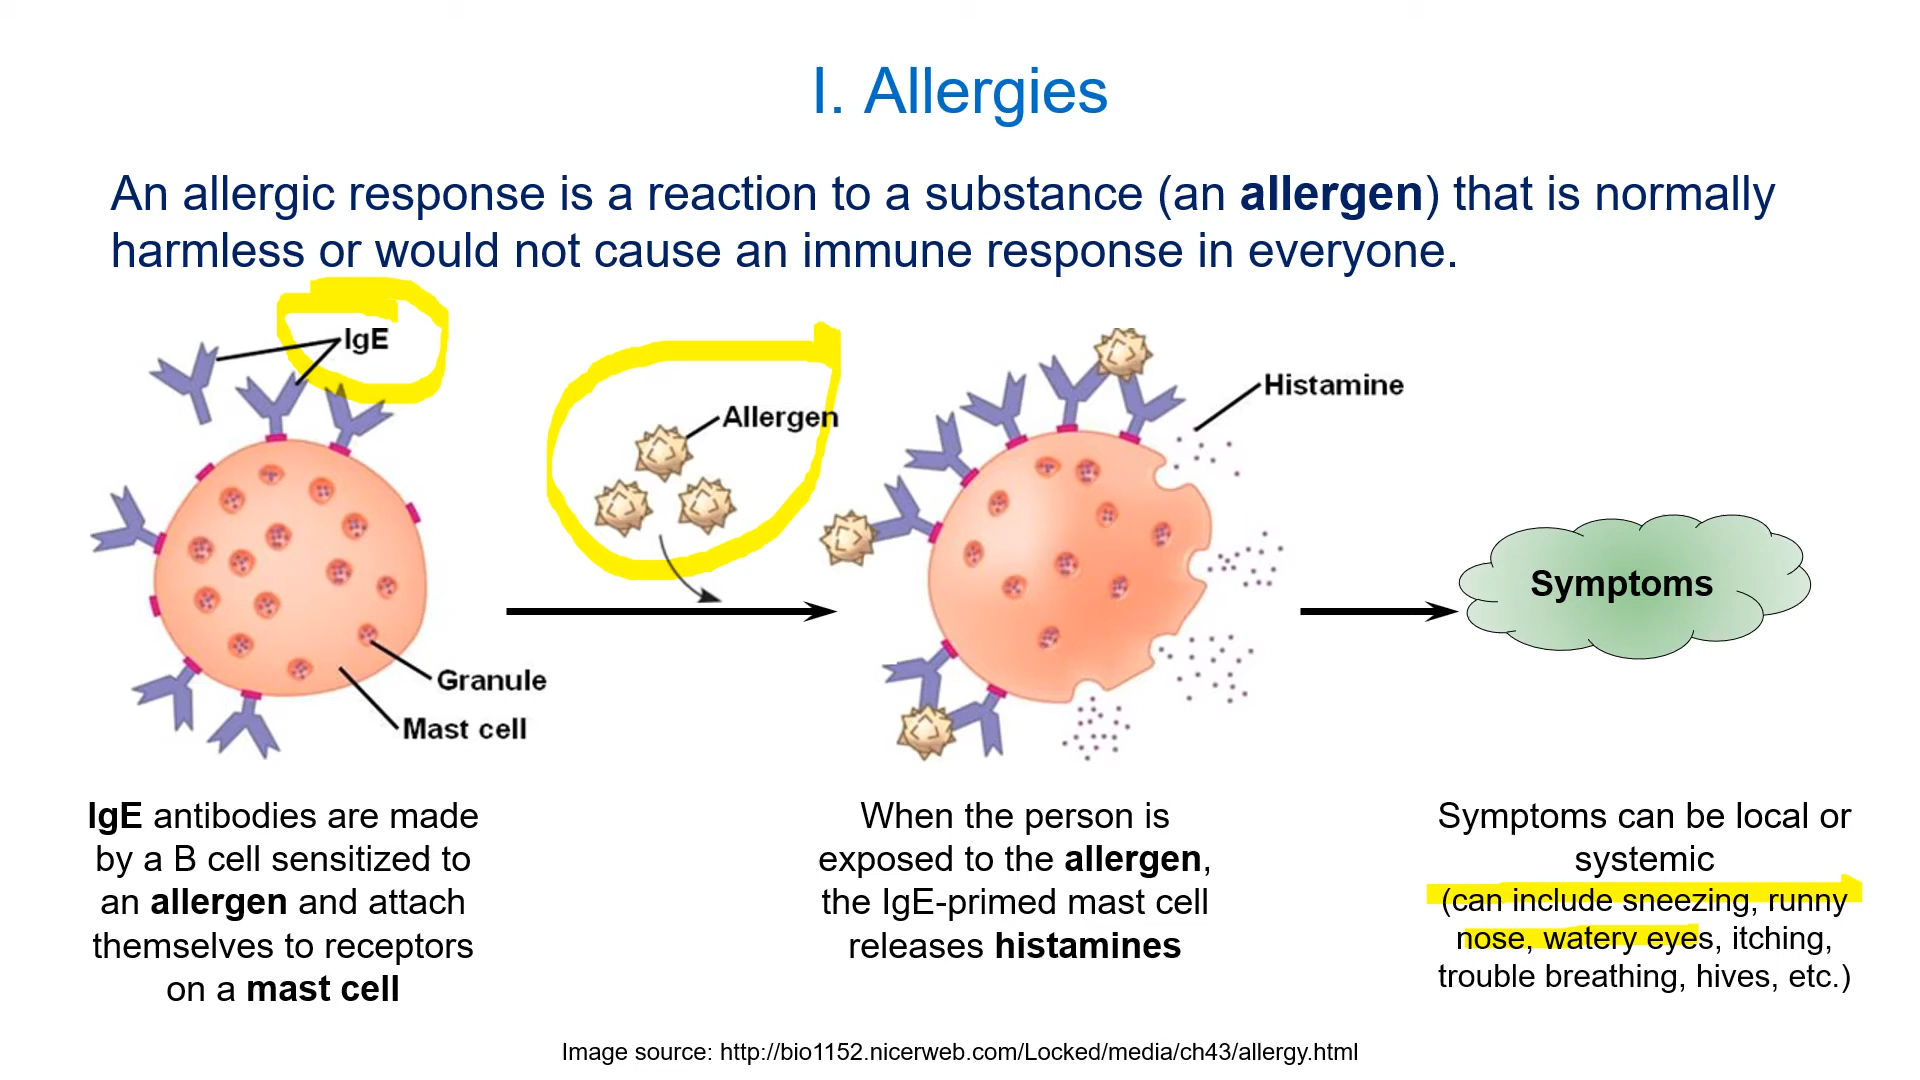 I. Allergies
An allergic response is a reaction to a substance (an allergen) that is normally
harmless or would not cause an immune response in everyone.
IgE
Allergen
Histamine
Symptoms
Granule
Mast cell
IgE antibodies are made
by a B cell sensitized to
an allergen and attach
themselves to receptors
on a mast cell
When the person is
exposed to the allergen,
the IgE-primed mast cell
releases histamines
Symptoms can be local or
systemic
(can include sneezing, runny
nose, watery eyes, itching,
trouble breathing, hives, etc.)
Image source: http://bio1152.nicerweb.com/Locked/media/ch43/allergy.html